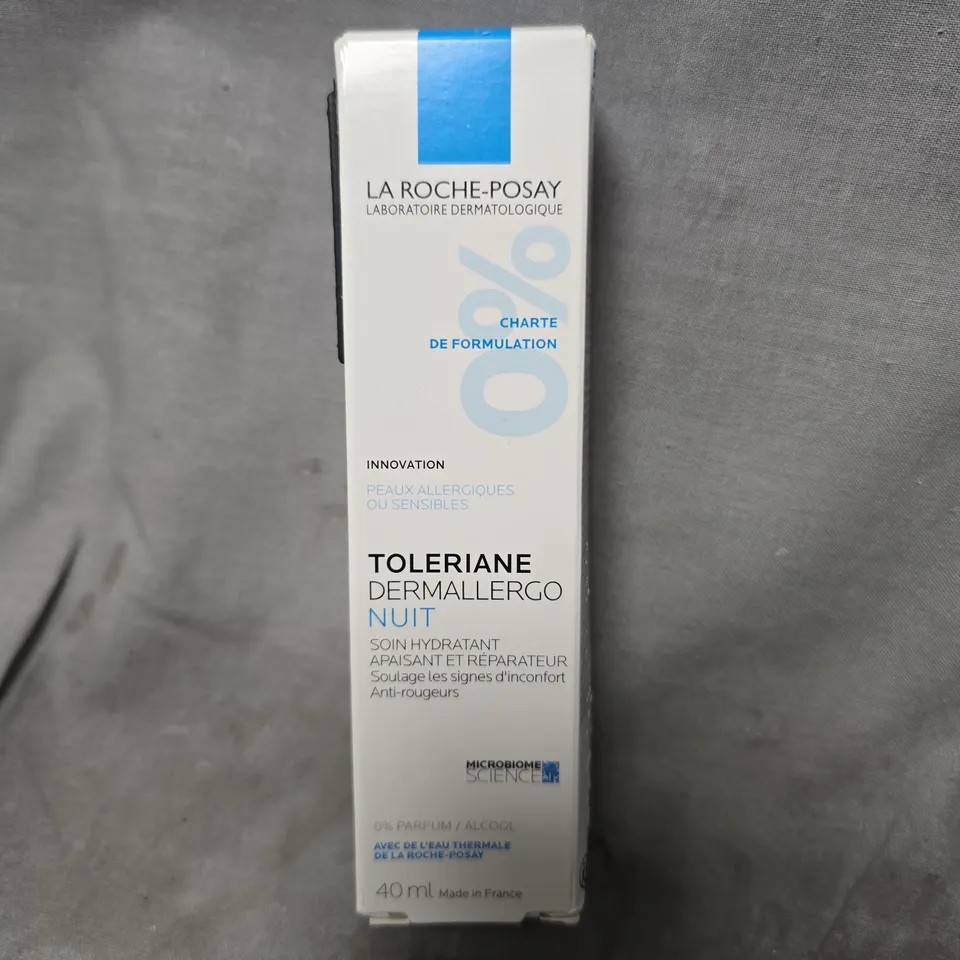 LA ROCHE-POSAY
LABORATOIRE DERMATOLOGIQUE
0%
CHARTE
DE FORMULATION
INNOVATION
PEAUX ALLERGIQUES
OU SENSIBLES
TOLERIANE
DERMALLERGO
NUIT
SOIN HYDRATANT
APAISANT ET RÉPARATEUR
Soulage les signes d'inconfort
Anti-rougeurs
MICROBIOME
SCIENCE
0% PARFUM / ALCOOL
AVEC DE L'EAU THERMALE
DE LA ROCHE-POSAY
40 ml Made in France